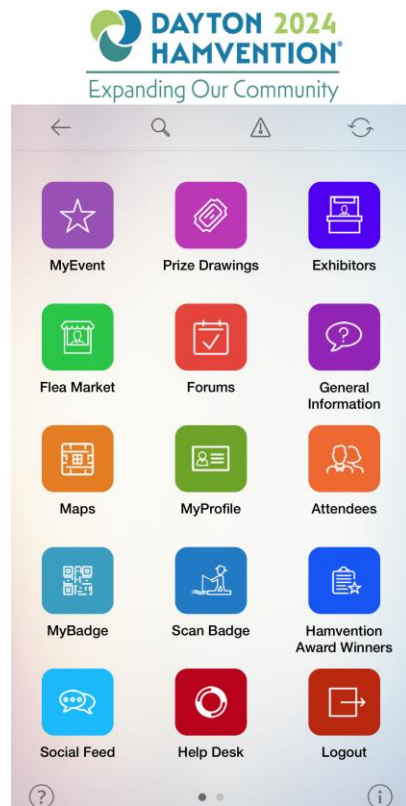 DAYTON 2024
HAMVENTION®
Expanding Our Community
MyEvent
Prize Drawings
Exhibitors
Flea Market
Forums
General
Information
Maps
MyProfile
Attendees
MyBadge
Scan Badge
Hamvention
Award Winners
Social Feed
Help Desk
Logout